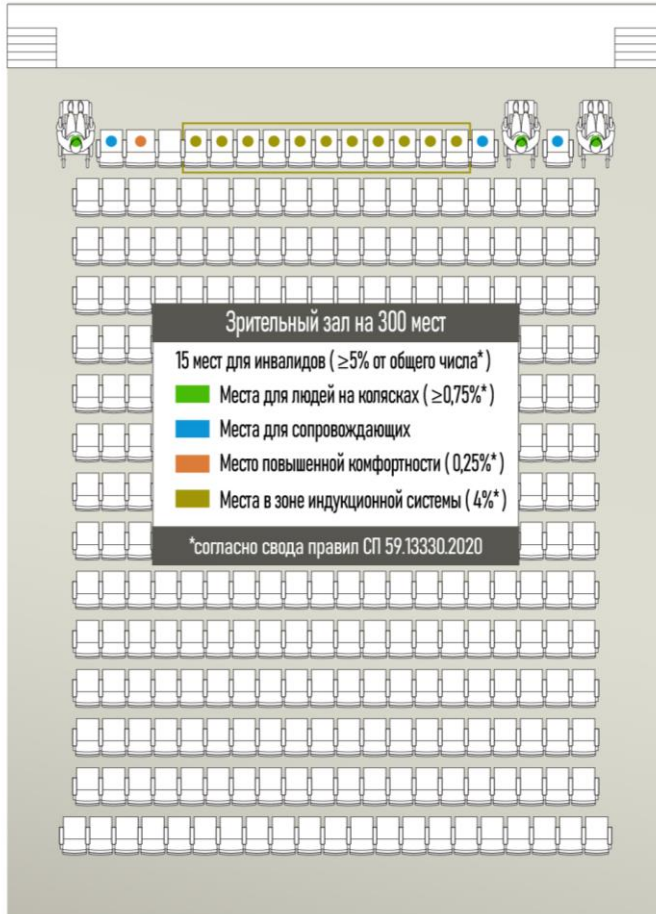 Зрительный зал на 300 мест
15 мест для инвалидов ( ≥5% от общего числа*)
Места для людей на колясках ( ≥0,75%*)
Места для сопровождающих
Место повышенной комфортности ( 0,25%*)
Места в зоне индукционной системы ( 4%*)
*согласно свода правил СП 59.13330.2020